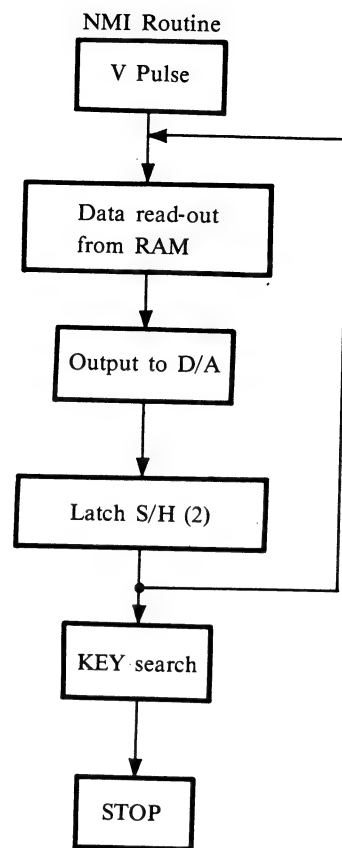 NMI Routine
V Pulse
Data read-out
from RAM
Output to D/A
Latch S/H (2)
KEY search
STOP